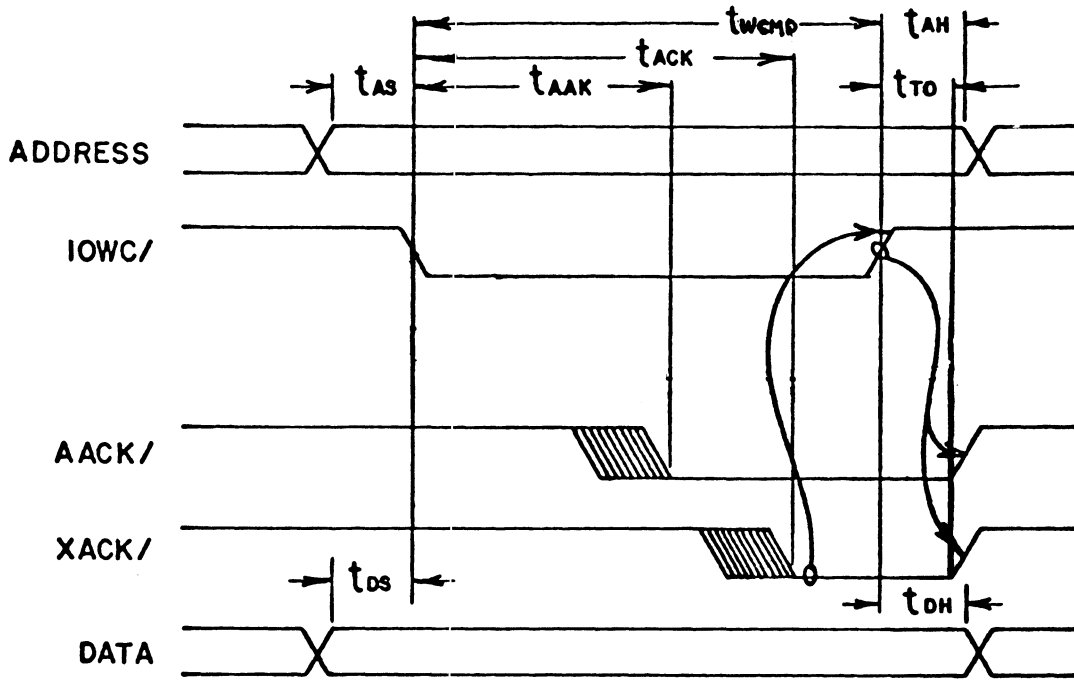 tWCMD tAH
tACK
tAS tAAK tTO
ADDRESS
IOWC/
AACK/
XACK/
tDS tDH
DATA